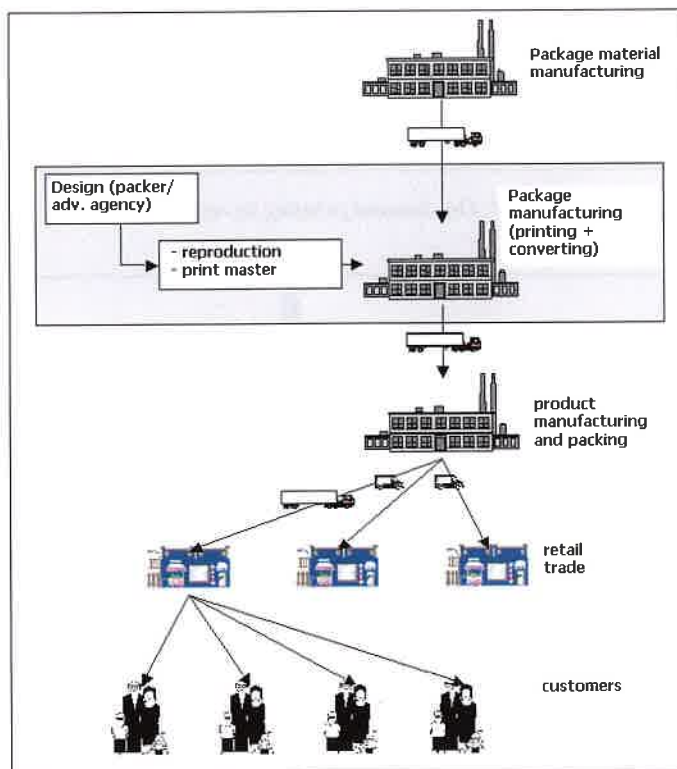 Package material
manufacturing
Design (packer/
adv. agency)
Package
manufacturing
(printing +
converting)
- reproduction
- print master
product
manufacturing
and packing
retail
trade
customers